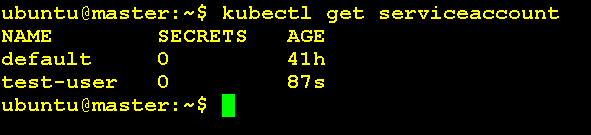 ubuntu@master:~$ kubectl get serviceaccount
NAME SECRETS AGE
default 0 41h
test-user 0 87s
ubuntu@master:~$